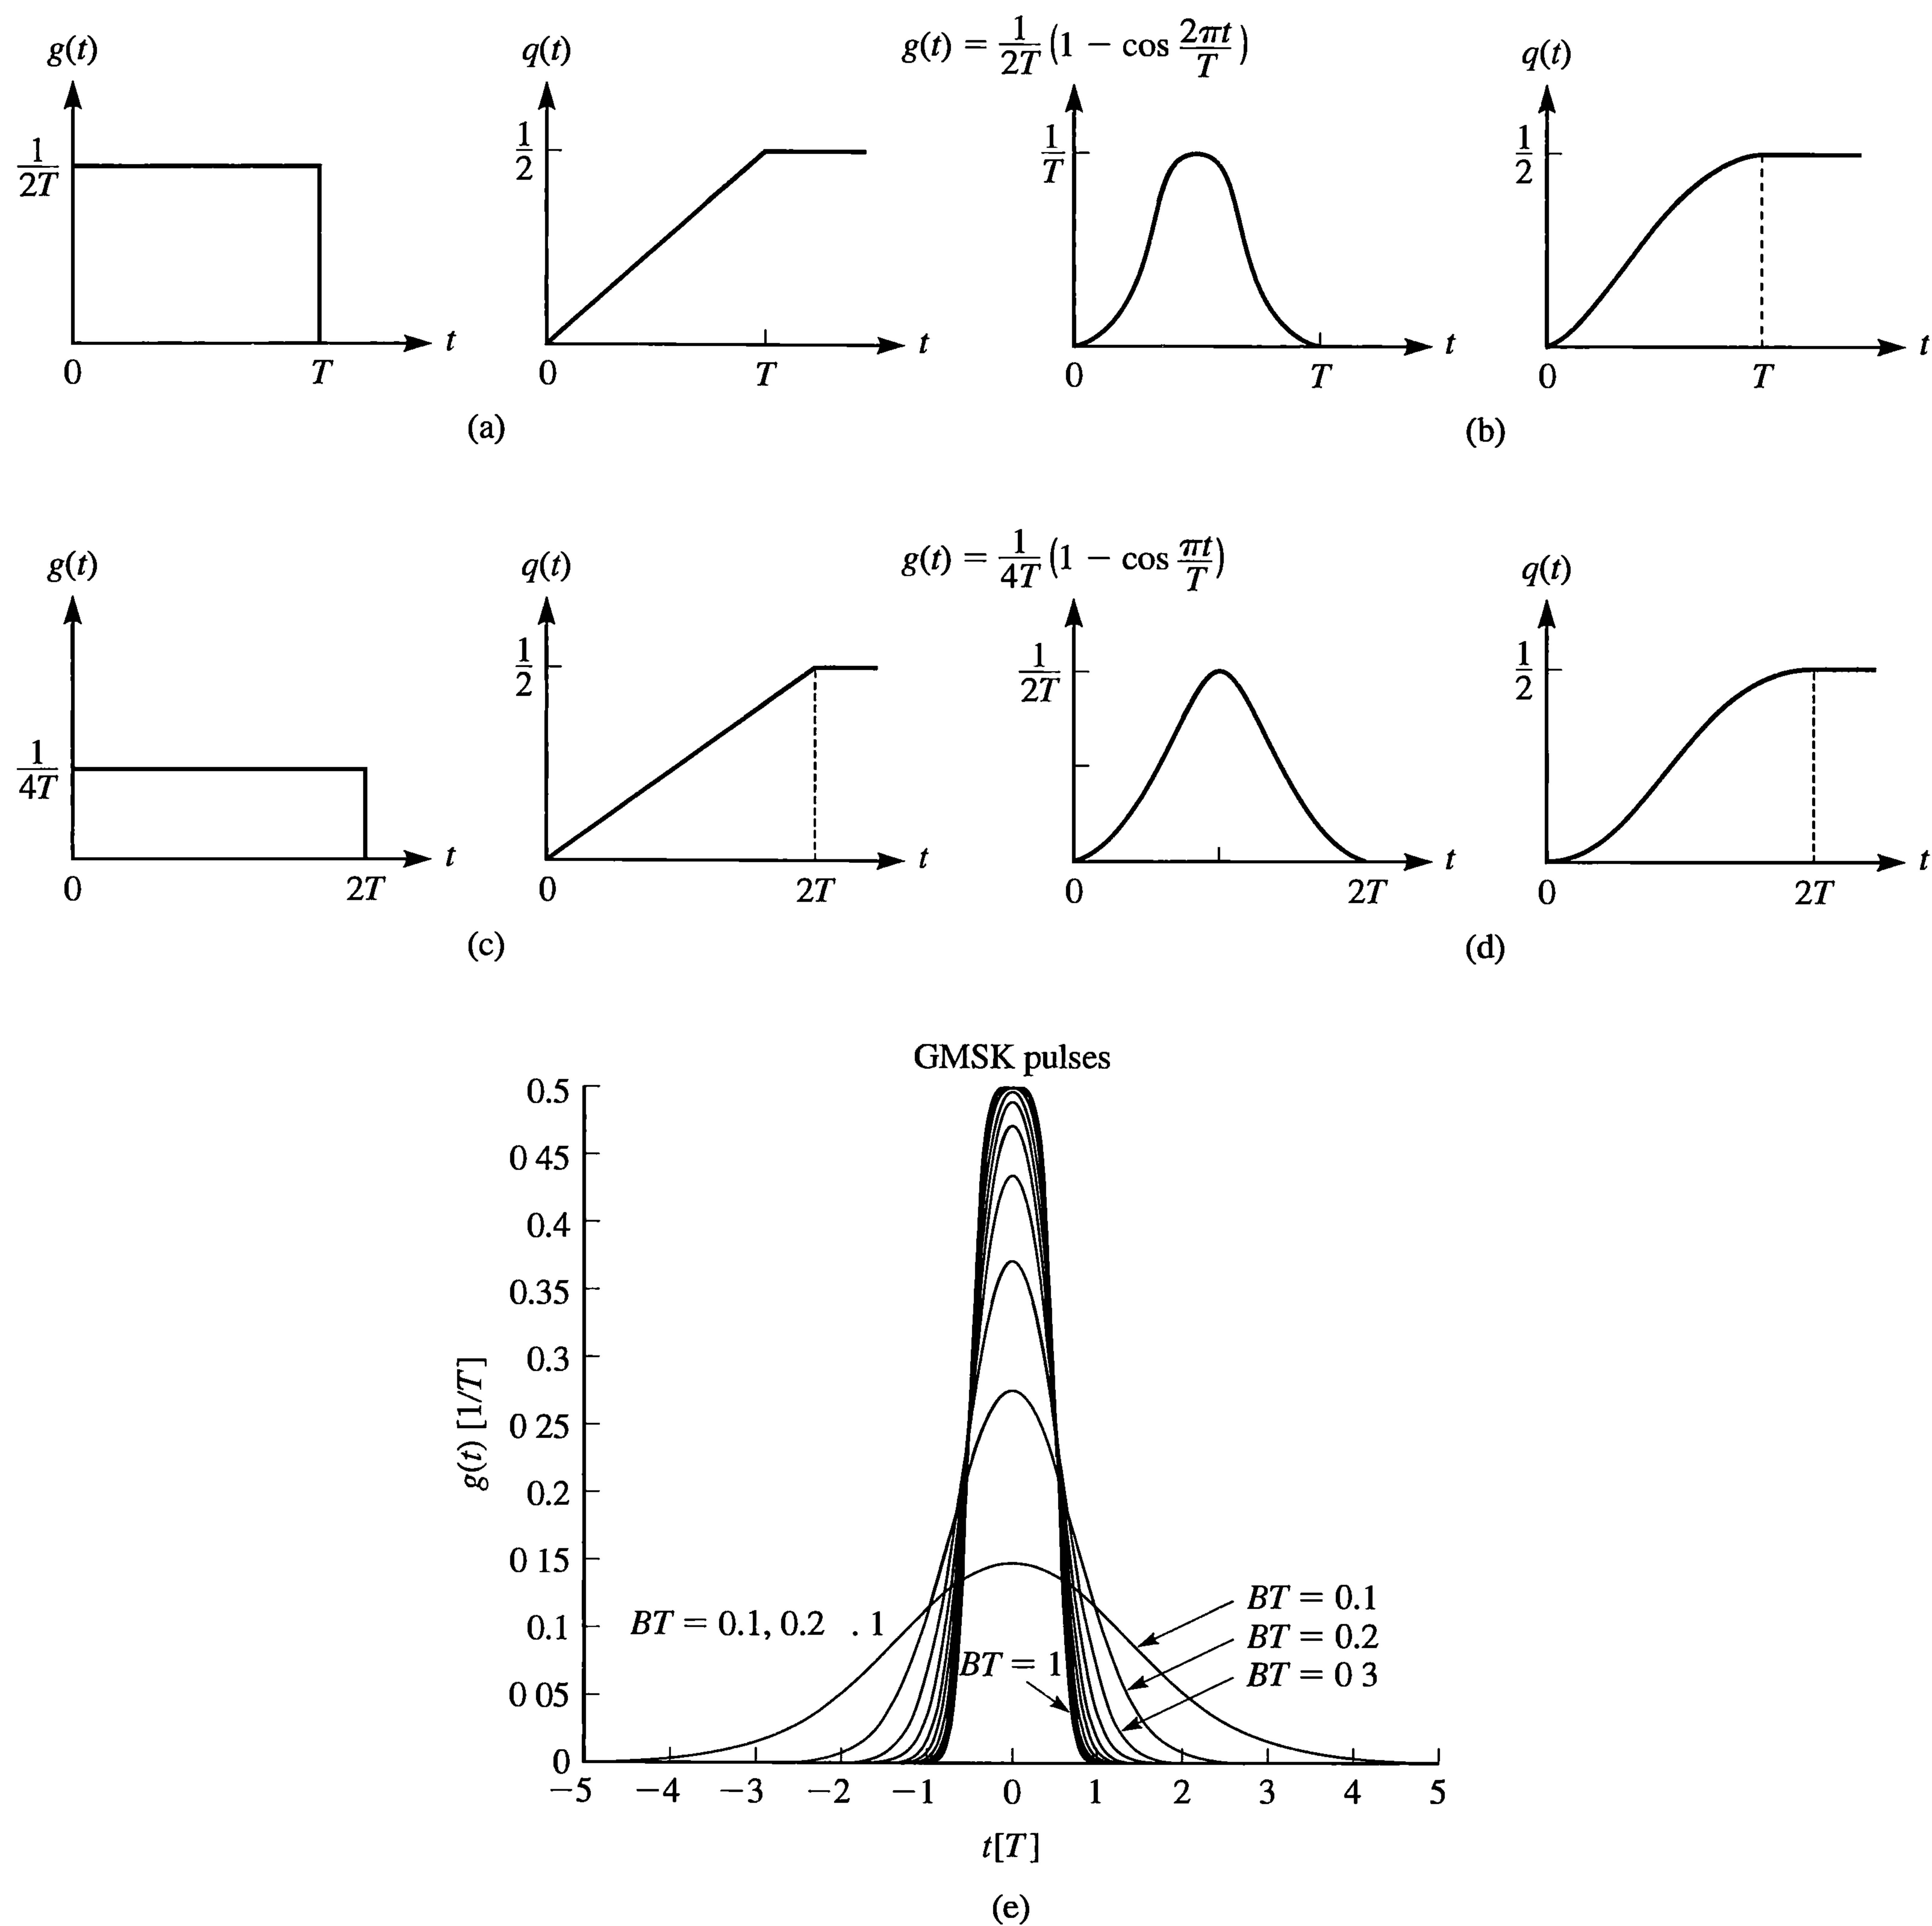 g(t)
1/2T
0
T
t
q(t)
1/2
0
T
t
(a)
g(t) = 1/2T (1 − cos 2πt/T)
1/T
0
T
t
q(t)
1/2
0
T
t
(b)
g(t)
1/4T
0
2T
t
q(t)
1/2
0
2T
t
(c)
g(t) = 1/4T (1 − cos πt/T)
1/2T
0
2T
t
q(t)
1/2
0
2T
t
(d)
GMSK pulses
0.5
0 45
0.4
0.35
0.3
0 25
0.2
0 15
0.1
0 05
0
g(t) [1/T]
BT = 0.1, 0.2 . 1
BT = 1
BT = 0.1
BT = 0.2
BT = 0 3
−5 −4 −3 −2 −1 0 1 2 3 4 5
t[T]
(e)